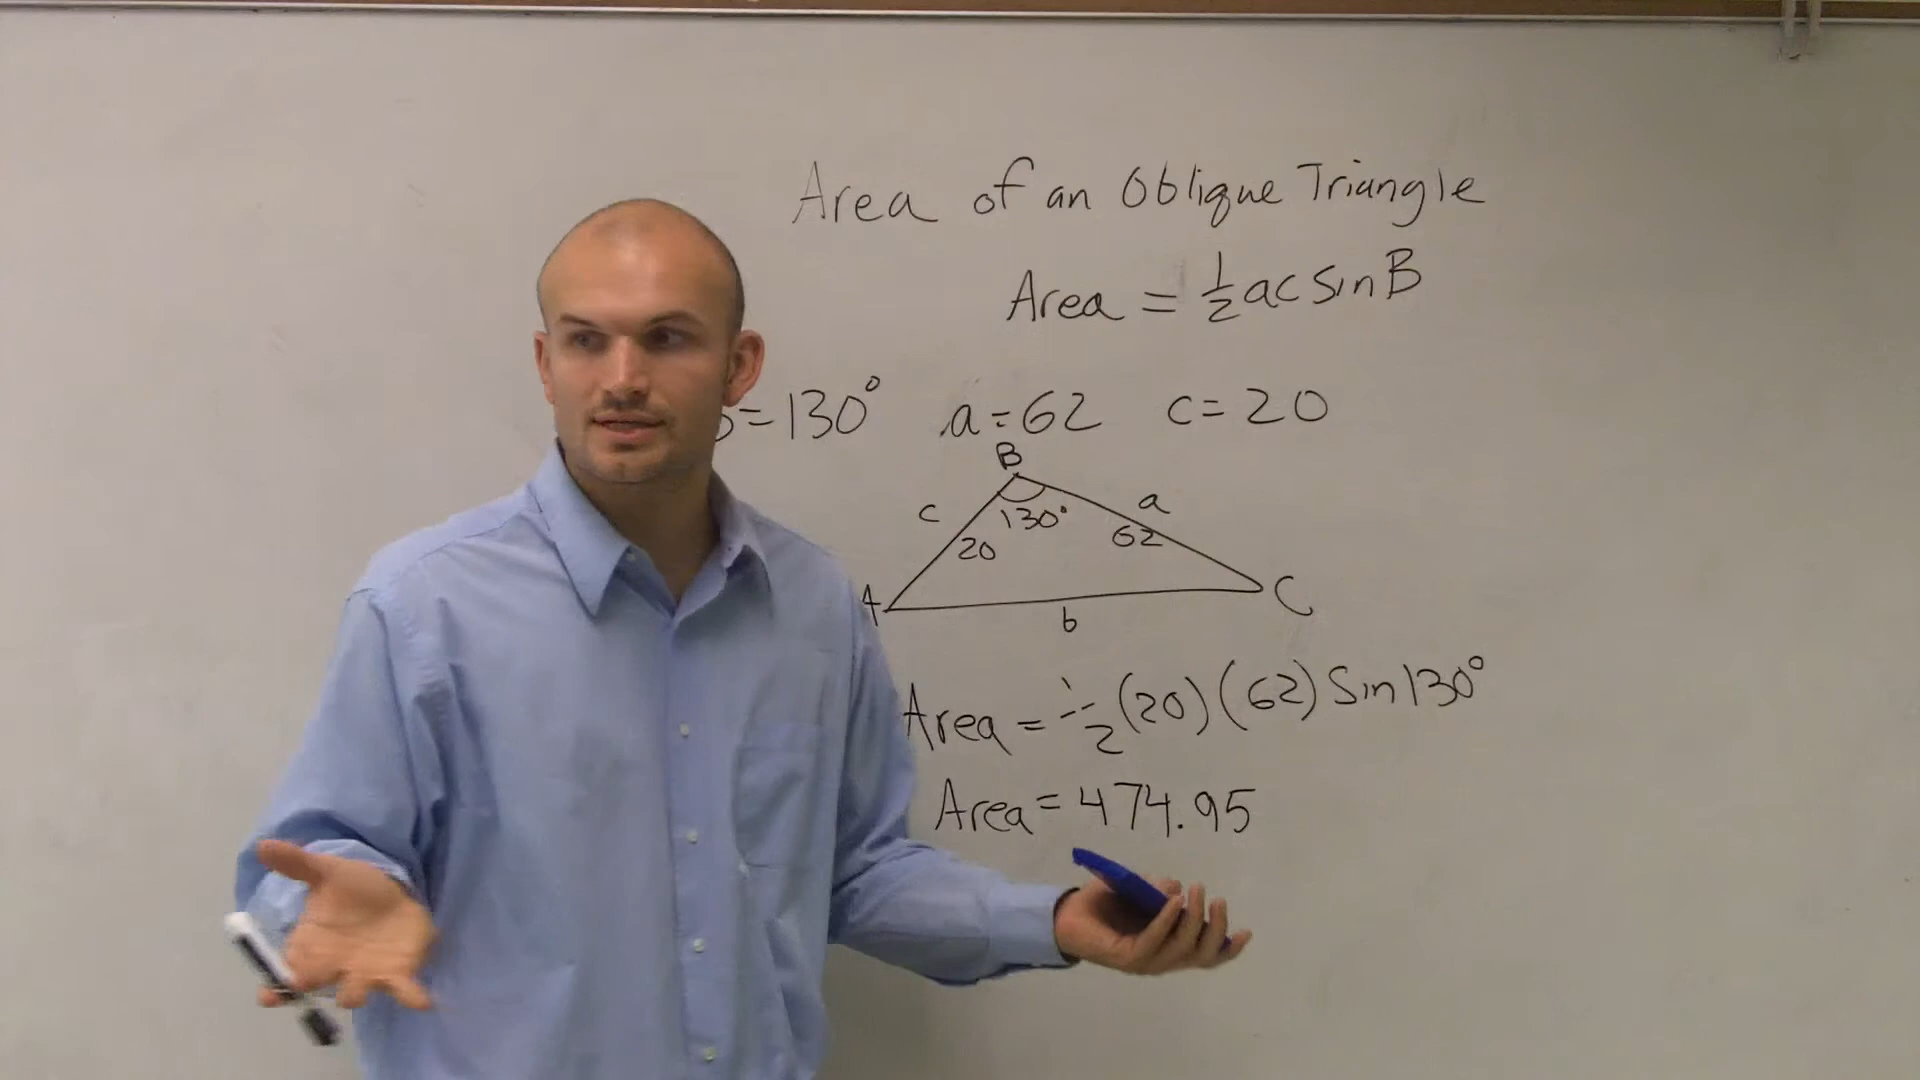 Area of an Oblique Triangle
Area = 1/2 ac sin B
=130° a=62 c=20
B
c 130° a
20 62
A C
b
Area = 1/2 (20)(62) Sin 130°
Area = 474.95